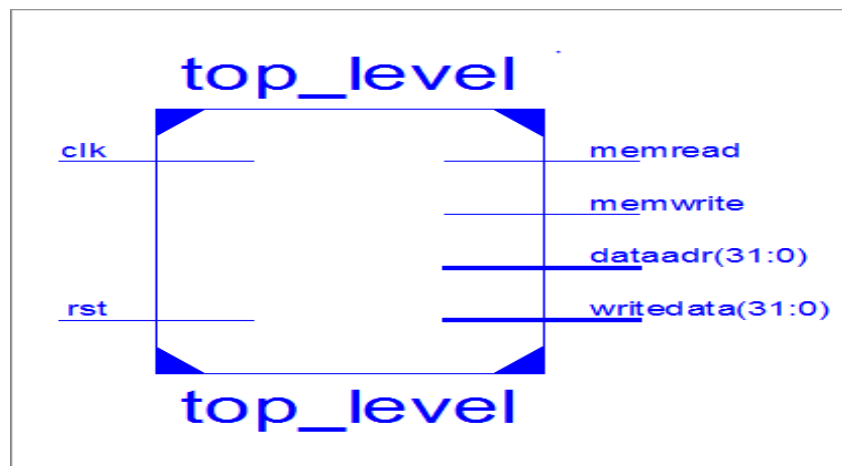 top_level
clk
memread
memwrite
dataadr(31:0)
rst
writedata(31:0)
top_level